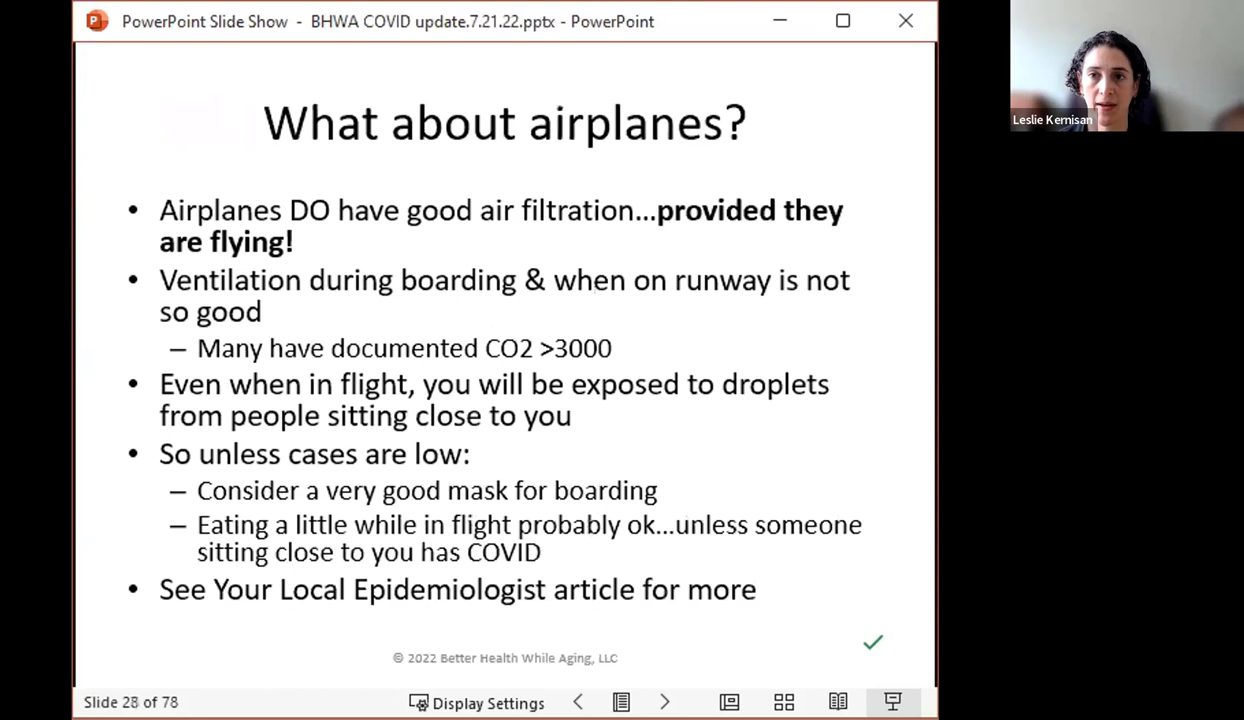 PowerPoint Slide Show - BHWA COVID update.7.21.22.pptx - PowerPoint
Leslie Kernisan
What about airplanes?
• Airplanes DO have good air filtration...provided they
are flying!
• Ventilation during boarding & when on runway is not
so good
– Many have documented CO2 >3000
• Even when in flight, you will be exposed to droplets
from people sitting close to you
• So unless cases are low:
– Consider a very good mask for boarding
– Eating a little while in flight probably ok...unless someone
sitting close to you has COVID
• See Your Local Epidemiologist article for more
© 2022 Better Health While Aging, LLC
Slide 28 of 78
Display Settings